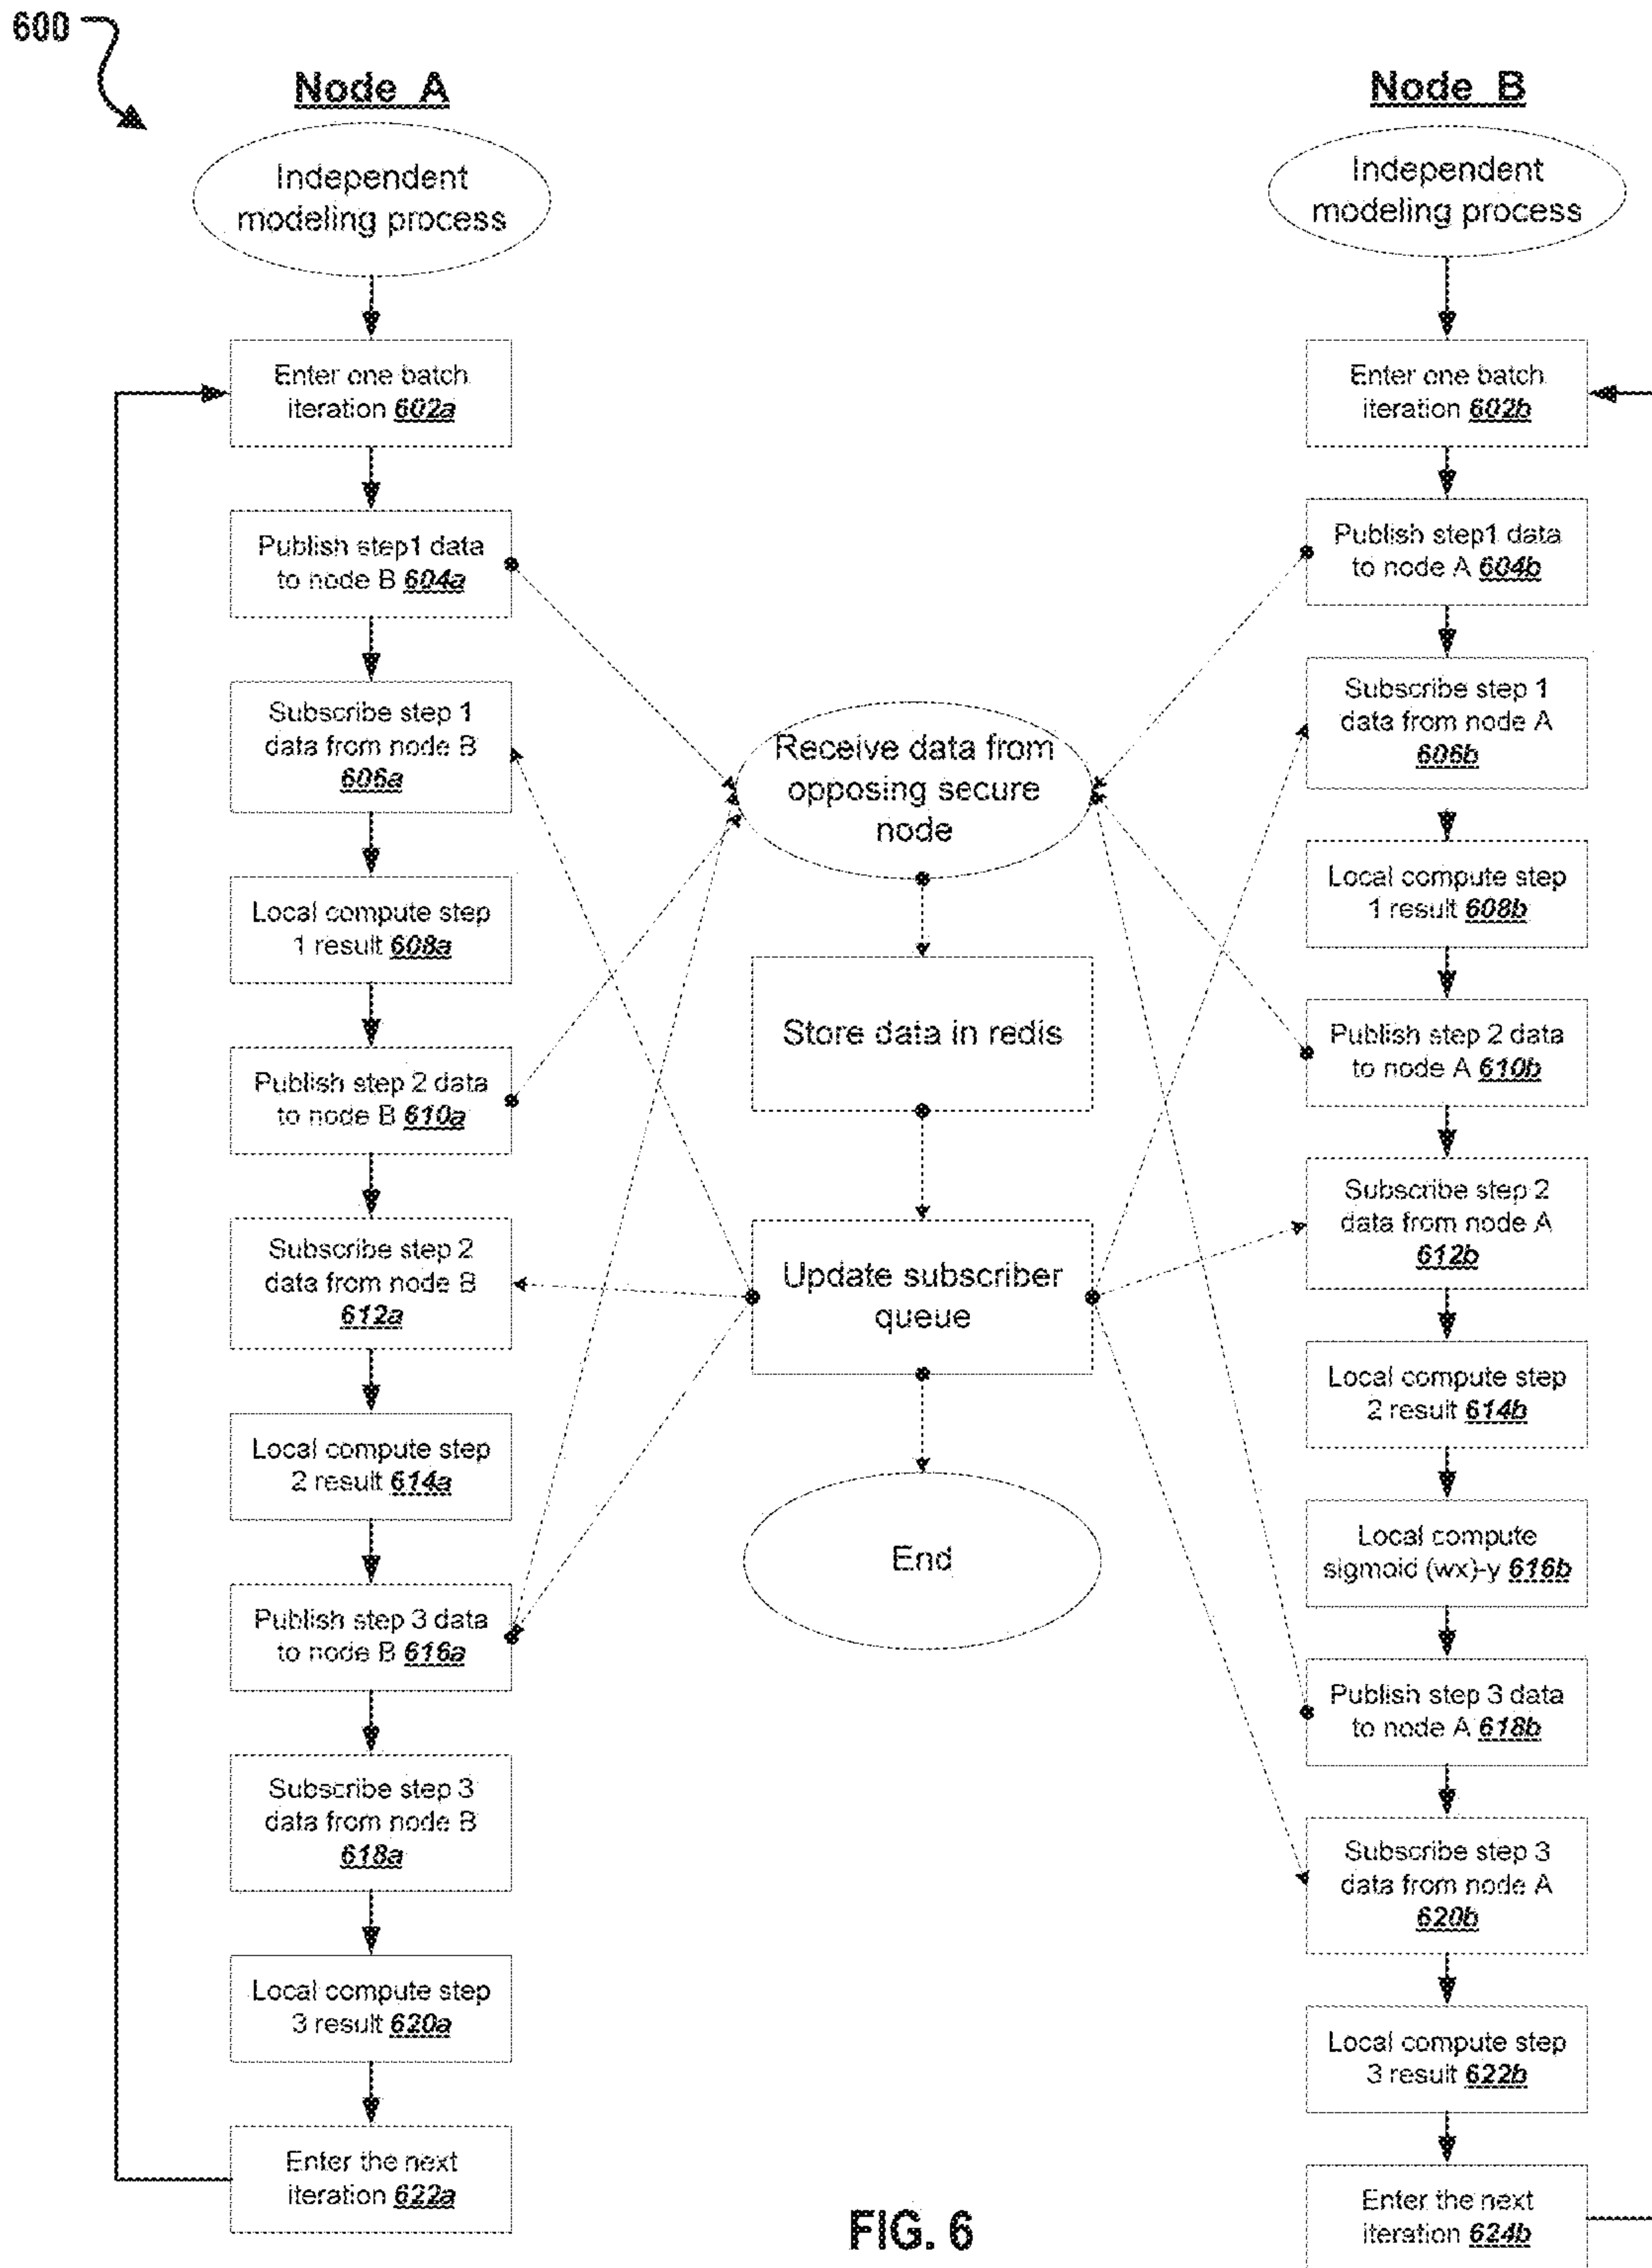 600
Node A
Independent
modeling process
Enter one batch
iteration 602a
Publish step1 data
to node B 604a
Subscribe step 1
data from node B
606a
Local compute step
1 result 608a
Publish step 2 data
to node B 610a
Subscribe step 2
data from node B
612a
Local compute step
2 result 614a
Publish step 3 data
to node B 616a
Subscribe step 3
data from node B
618a
Local compute step
3 result 620a
Enter the next
iteration 622a
Receive data from
opposing secure
node
Store data in redis
Update subscriber
queue
End
Node B
Independent
modeling process
Enter one batch
iteration 602b
Publish step1 data
to node A 604b
Subscribe step 1
data from node A
606b
Local compute step
1 result 608b
Publish step 2 data
to node A 610b
Subscribe step 2
data from node A
612b
Local compute step
2 result 614b
Local compute
sigmoid (wx)-y 616b
Publish step 3 data
to node A 618b
Subscribe step 3
data from node A
620b
Local compute step
3 result 622b
Enter the next
iteration 624b
FIG. 6